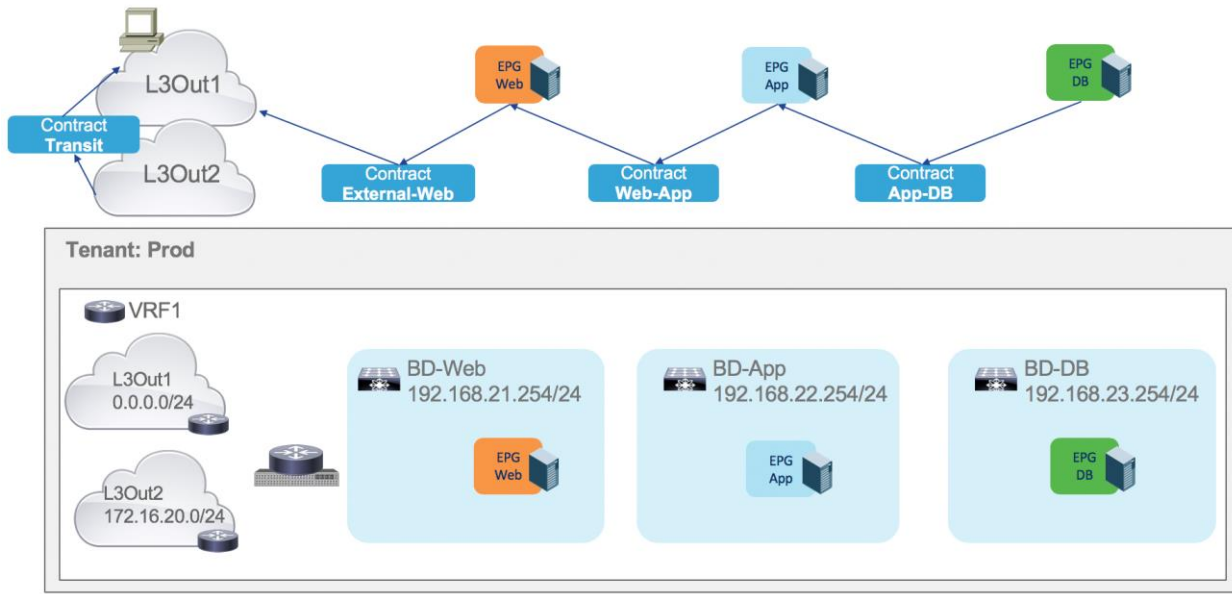 L3Out1
Contract
Transit
L3Out2
EPG
Web
EPG
App
EPG
DB
Contract
External-Web
Contract
Web-App
Contract
App-DB
Tenant: Prod
VRF1
L3Out1
0.0.0.0/24
L3Out2
172.16.20.0/24
BD-Web
192.168.21.254/24
EPG
Web
BD-App
192.168.22.254/24
EPG
App
BD-DB
192.168.23.254/24
EPG
DB